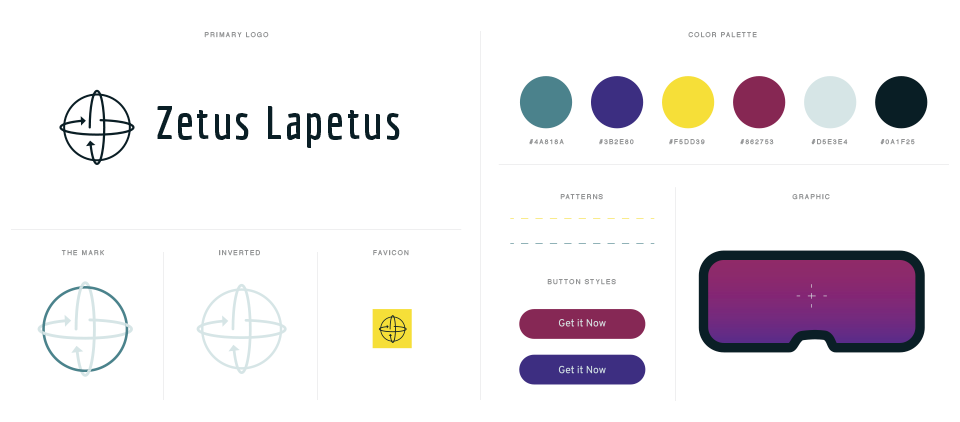 PRIMARY LOGO
Zetus Lapetus
THE MARK
INVERTED
FAVICON
COLOR PALETTE
#4A818A
#3B2E80
#F5DD39
#862753
#D5E3E4
#0A1F25
PATTERNS
BUTTON STYLES
Get it Now
Get it Now
GRAPHIC